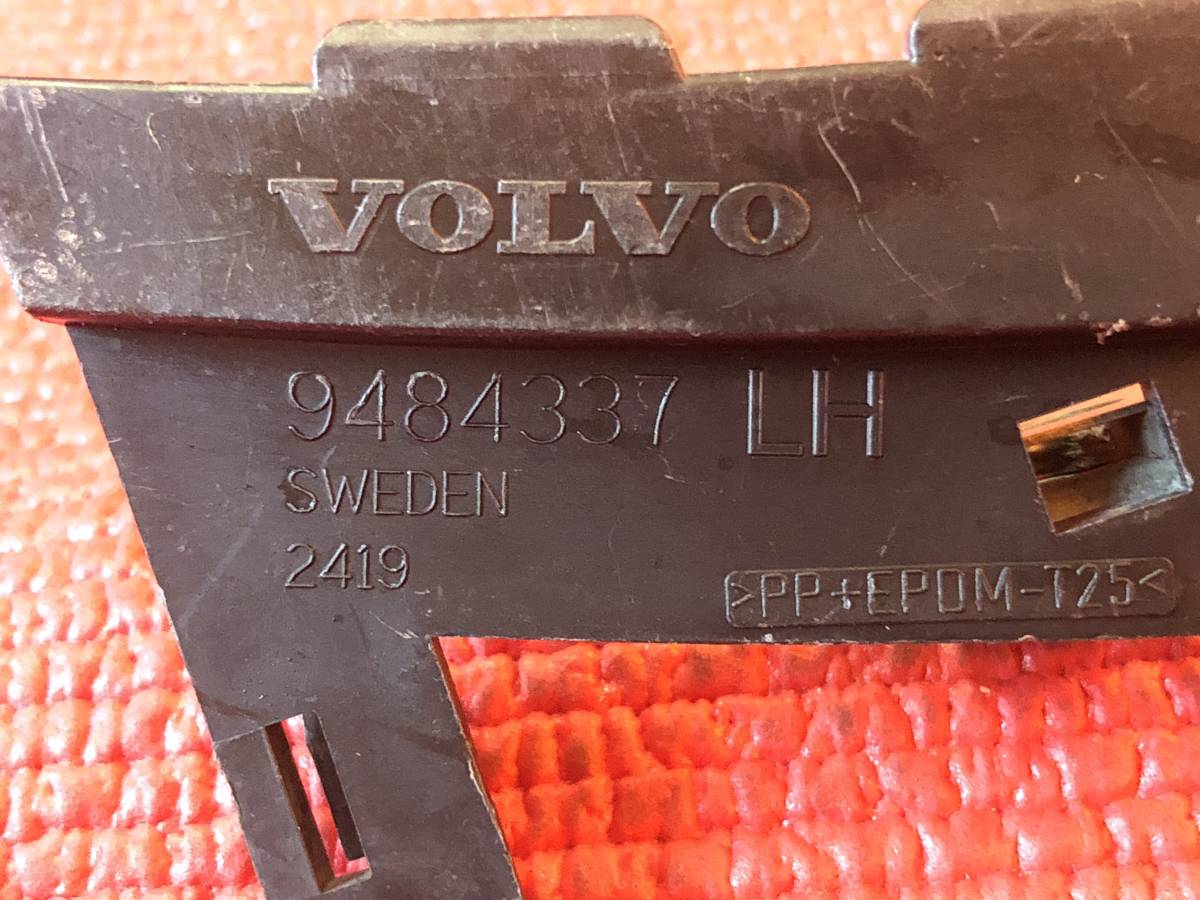 VOLVO
9484337 LH
SWEDEN
2419
>PP+EPDM-T25<